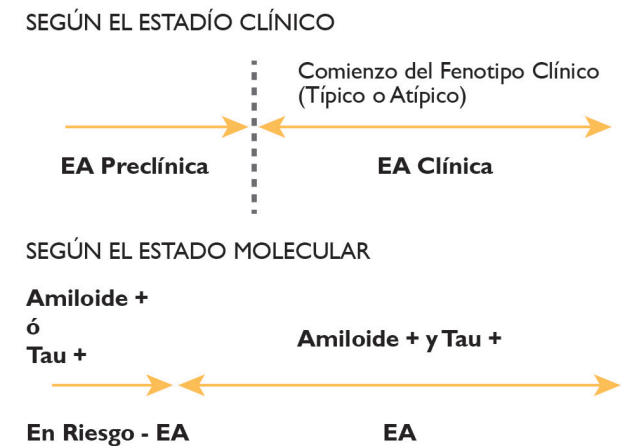 SEGÚN EL ESTADÍO CLÍNICO
Comienzo del Fenotipo Clínico
(Típico o Atípico)
EA Preclínica
EA Clínica
SEGÚN EL ESTADO MOLECULAR
Amiloide +
ó
Tau +
Amiloide + y Tau +
En Riesgo - EA
EA